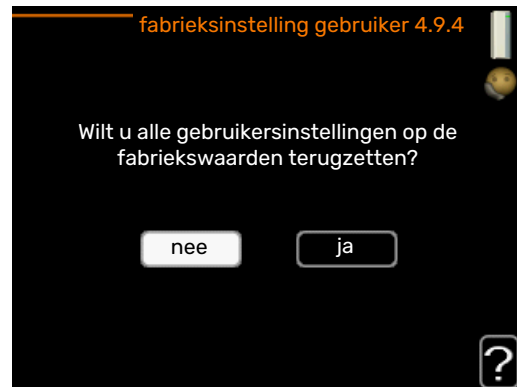 fabrieksinstelling gebruiker 4.9.4
Wilt u alle gebruikersinstellingen op de
fabriekswaarden terugzetten?
nee
ja
?